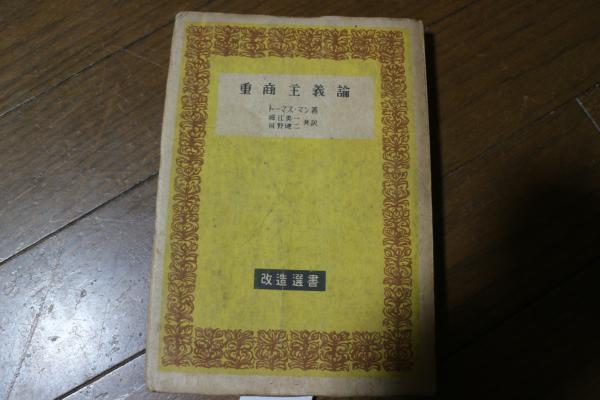 重商主義論
トーマス・マン著
堀江英一
河野健二 共訳
改造選書